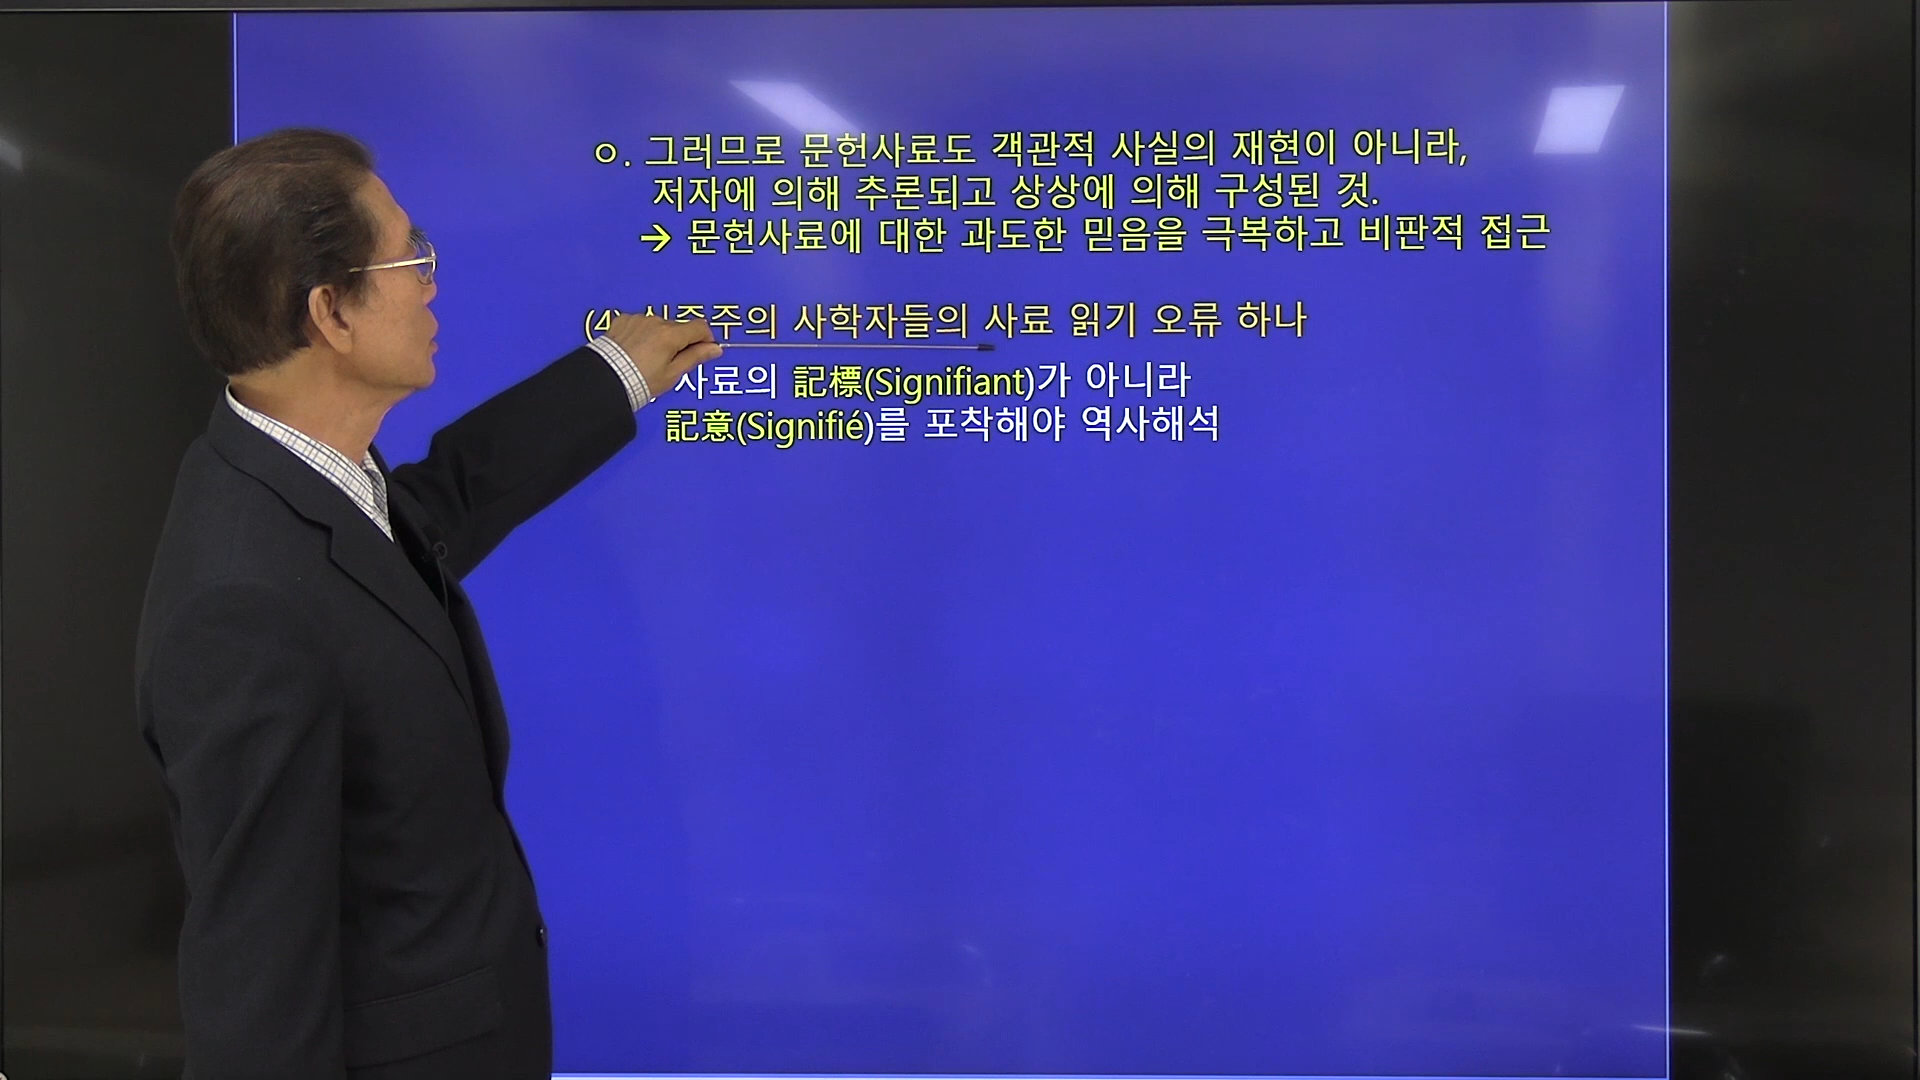 ㅇ. 그러므로 문헌사료도 객관적 사실의 재현이 아니라,
저자에 의해 추론되고 상상에 의해 구성된 것.
→ 문헌사료에 대한 과도한 믿음을 극복하고 비판적 접근
(4) 사학자들의 사료 읽기 오류 하나
사료의 記標(Signifiant)가 아니라
記意(Signifié)를 포착해야 역사해석